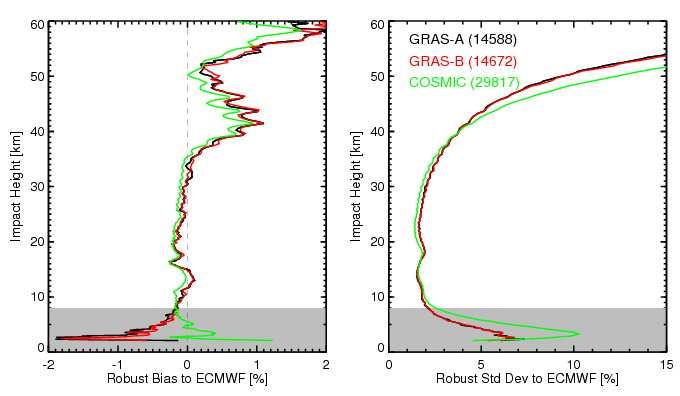 60
50
40
30
20
10
0
Impact Height [km]
-2 -1 0 1 2
Robust Bias to ECMWF [%]
GRAS-A (14588)
GRAS-B (14672)
COSMIC (29817)
60
50
40
30
20
10
0
Impact Height [km]
0 5 10 15
Robust Std Dev to ECMWF [%]